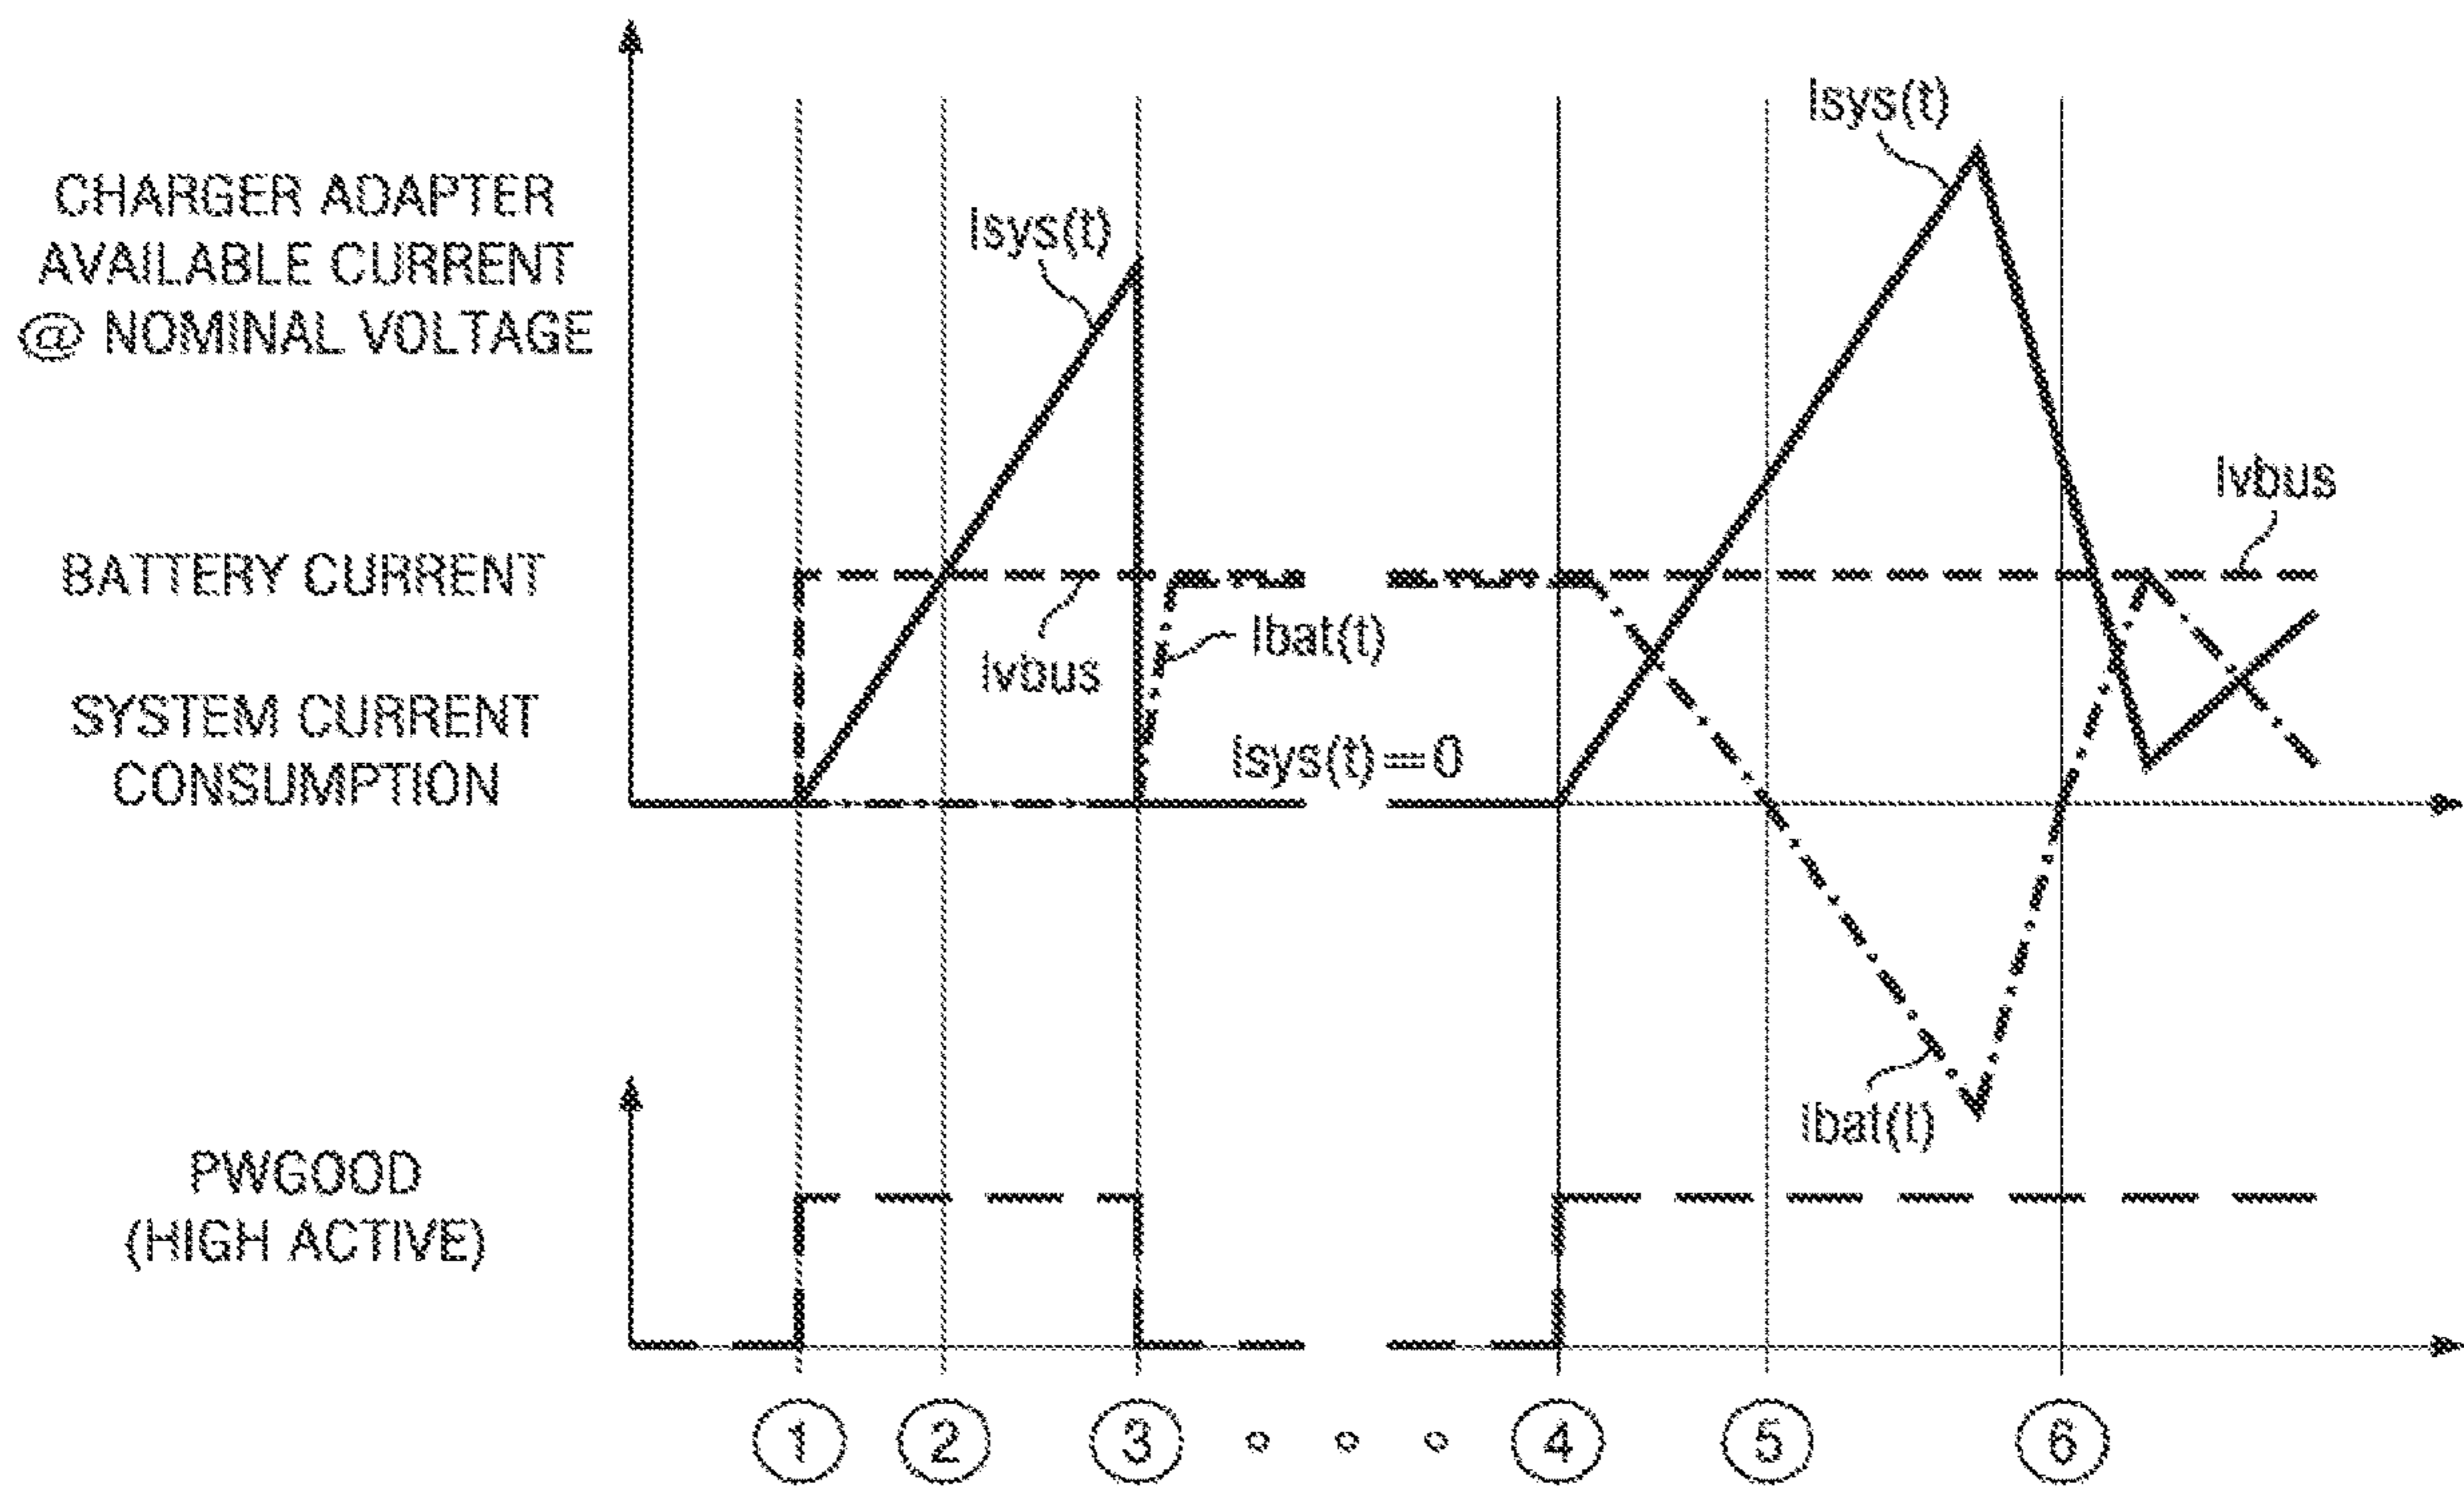 Isys(t)
CHARGER ADAPTER
AVAILABLE CURRENT
@ NOMINAL VOLTAGE
Isys(t)
Ivbus
BATTERY CURRENT
Ibat(t)
Ivbus
SYSTEM CURRENT
CONSUMPTION
Isys(t)=0
Ibat(t)
PWGOOD
(HIGH ACTIVE)
1 2 3 4 5 6